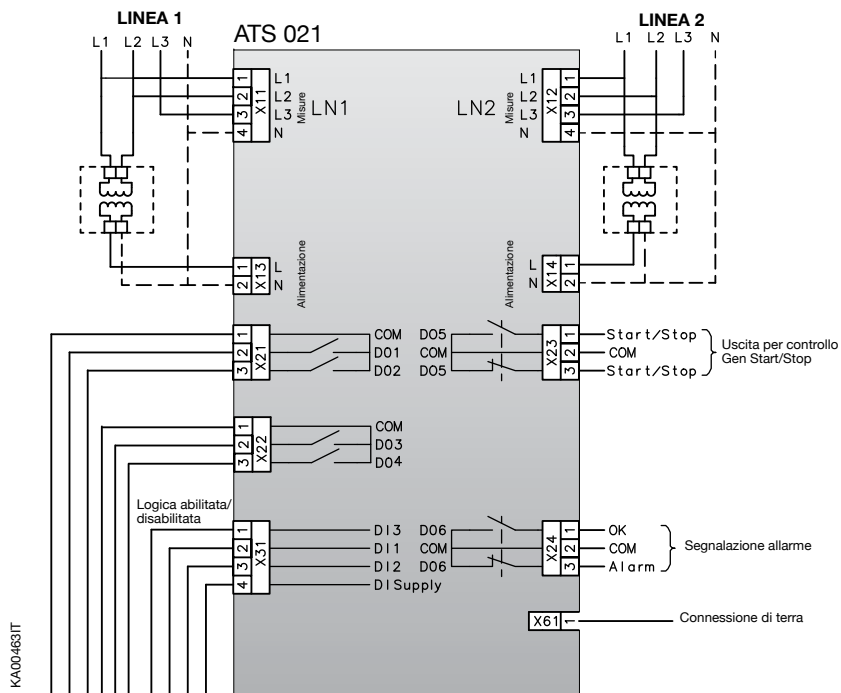 LINEA 1
LINEA 2
ATS 021
L1 L2 L3 N
L1 L2 L3 N
1 L1
2 L2
3 L3
4 N
X11
Misure
LN1
LN2
Misure
L1 1
L2 2
L3 3
N 4
X12
1 L
2 N
X13
Alimentazione
Alimentazione
L 1
N 2
X14
1 COM
2 DO1
3 DO2
X21
DO5 1 Start/Stop
COM 2 COM
DO5 3 Start/Stop
X23
Uscita per controllo
Gen Start/Stop
1 COM
2 DO3
3 DO4
X22
Logica abilitata/
disabilitata
1 DI3
2 DI1
3 DI2
4 DISupply
X31
DO6 1 OK
COM 2 COM
DO6 3 Alarm
X24
Segnalazione allarme
X61 1
Connessione di terra
KA00463IT